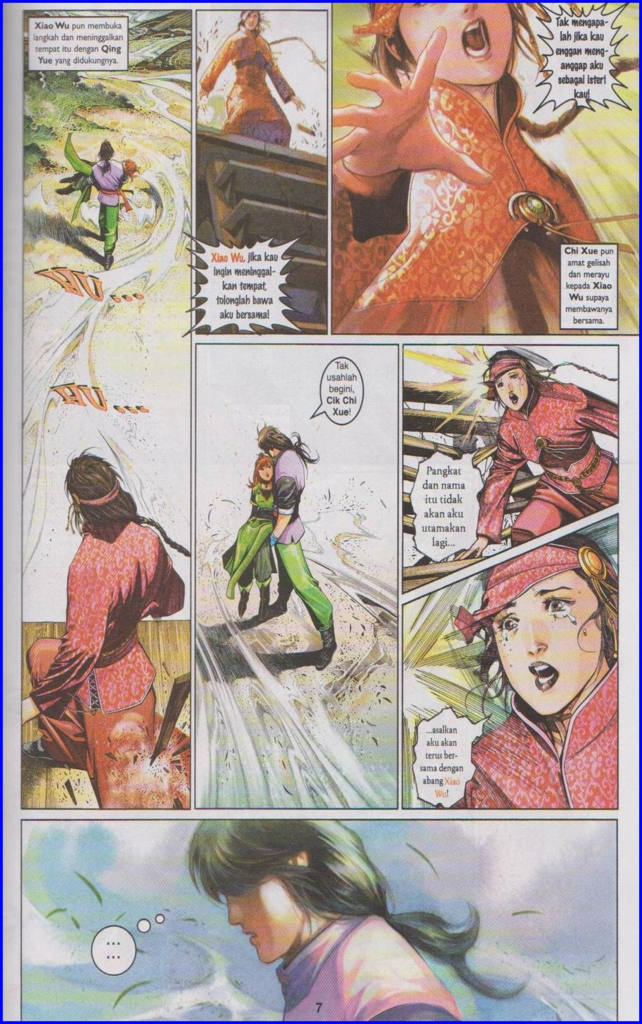 Xiao Wu pun membuka
langkah dan meninggalkan
tempat itu dengan Qing
Yue yang didukungnya.
Xiao Wu, jika kau
ingin meninggal-
kan tempat,
tolonglah bawa
aku bersama!
Tak mengapa-
lah jika kau
enggan meng-
anggap aku
sebagai isteri
kau!
Chi Xue pun
amat gelisah
dan merayu
kepada Xiao
Wu supaya
membawanya
bersama.
Tak
usahlah
begini,
Cik Chi
Xue!
Pangkat
dan nama
itu tidak
akan aku
utamakan
lagi...
...asalkan
aku akan
terus ber-
sama dengan
abang Xiao
Wu!
...
...
7